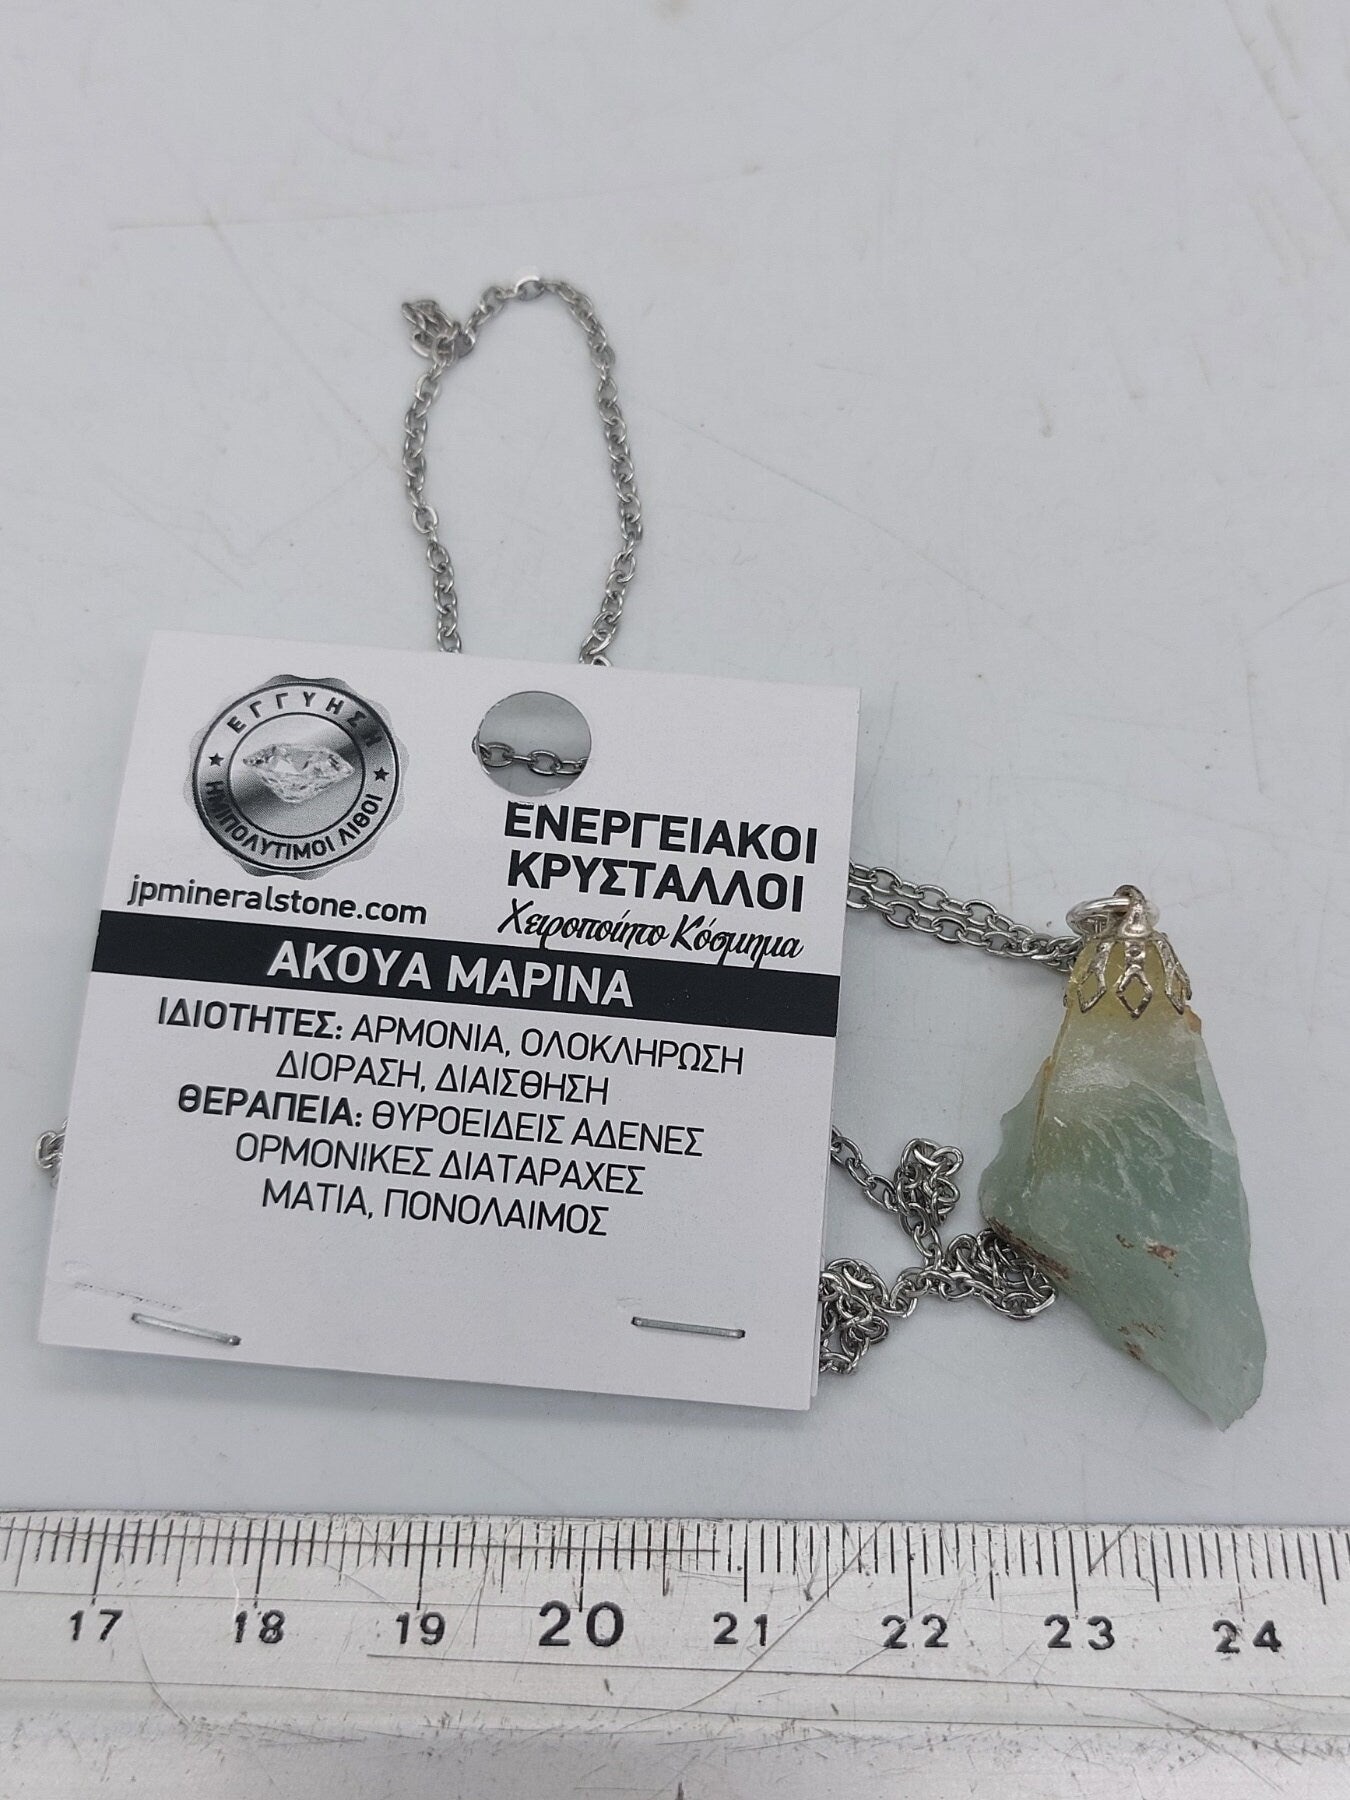 ΕΓΓΥΗΣΗ
ΗΜΙΠΟΛΥΤΙΜΟΙ ΛΙΘΟΙ
jpmineralstone.com
ΕΝΕΡΓΕΙΑΚΟΙ
ΚΡΥΣΤΑΛΛΟΙ
Χειροποίητο Κόσμημα
ΑΚΟΥΑ ΜΑΡΙΝΑ
ΙΔΙΟΤΗΤΕΣ: ΑΡΜΟΝΙΑ, ΟΛΟΚΛΗΡΩΣΗ
ΔΙΟΡΑΣΗ, ΔΙΑΙΣΘΗΣΗ
ΘΕΡΑΠΕΙΑ: ΘΥΡΟΕΙΔΕΙΣ ΑΔΕΝΕΣ
ΟΡΜΟΝΙΚΕΣ ΔΙΑΤΑΡΑΧΕΣ
ΜΑΤΙΑ, ΠΟΝΟΛΑΙΜΟΣ
17 18 19 20 21 22 23 24